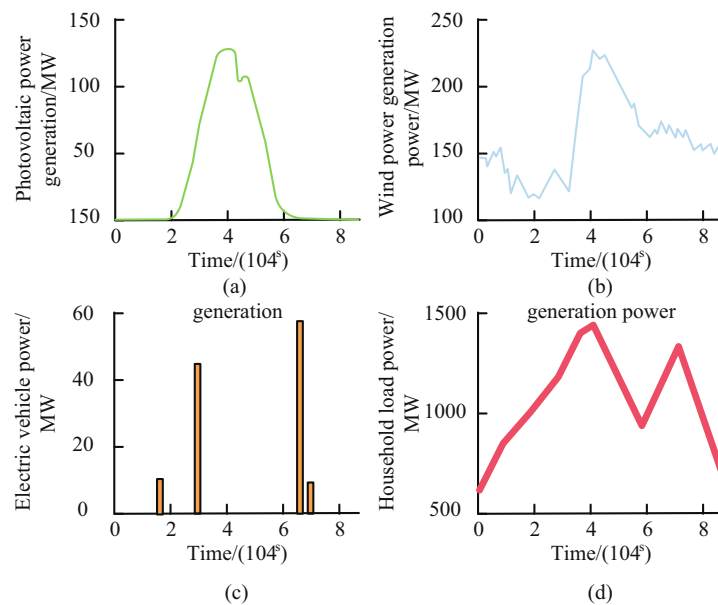 Photovoltaic power
generation/MW
150
100
50
150
0
2
4
6
8
Time/(104ˢ)
(a)
Wind power generation
power/MW
250
200
150
100
0
2
4
6
8
Time/(104ˢ)
(b)
Electric vehicle power/
MW
generation
60
40
20
0
0
2
4
6
8
Time/(104ˢ)
(c)
Household load power/
MW
generation power
1500
1000
500
0
2
4
6
8
Time/(104ˢ)
(d)